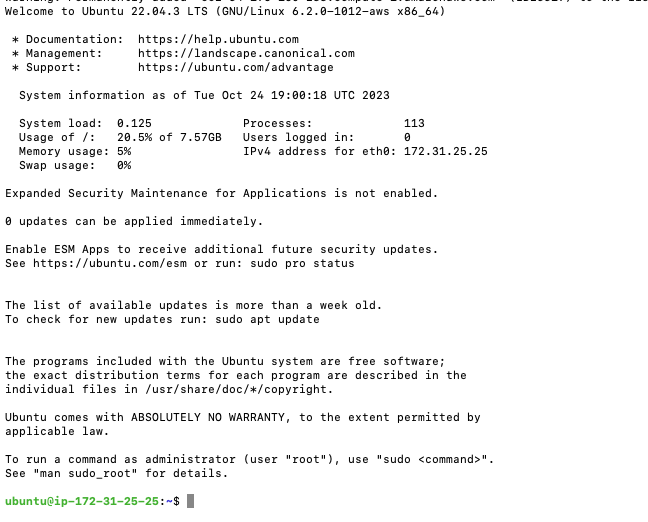 Welcome to Ubuntu 22.04.3 LTS (GNU/Linux 6.2.0-1012-aws x86_64)
* Documentation: https://help.ubuntu.com
* Management: https://landscape.canonical.com
* Support: https://ubuntu.com/advantage
System information as of Tue Oct 24 19:00:18 UTC 2023
System load: 0.125 Processes: 113
Usage of /: 20.5% of 7.57GB Users logged in: 0
Memory usage: 5% IPv4 address for eth0: 172.31.25.25
Swap usage: 0%
Expanded Security Maintenance for Applications is not enabled.
0 updates can be applied immediately.
Enable ESM Apps to receive additional future security updates.
See https://ubuntu.com/esm or run: sudo pro status
The list of available updates is more than a week old.
To check for new updates run: sudo apt update
The programs included with the Ubuntu system are free software;
the exact distribution terms for each program are described in the
individual files in /usr/share/doc/*/copyright.
Ubuntu comes with ABSOLUTELY NO WARRANTY, to the extent permitted by
applicable law.
To run a command as administrator (user "root"), use "sudo <command>".
See "man sudo_root" for details.
ubuntu@ip-172-31-25-25:~$